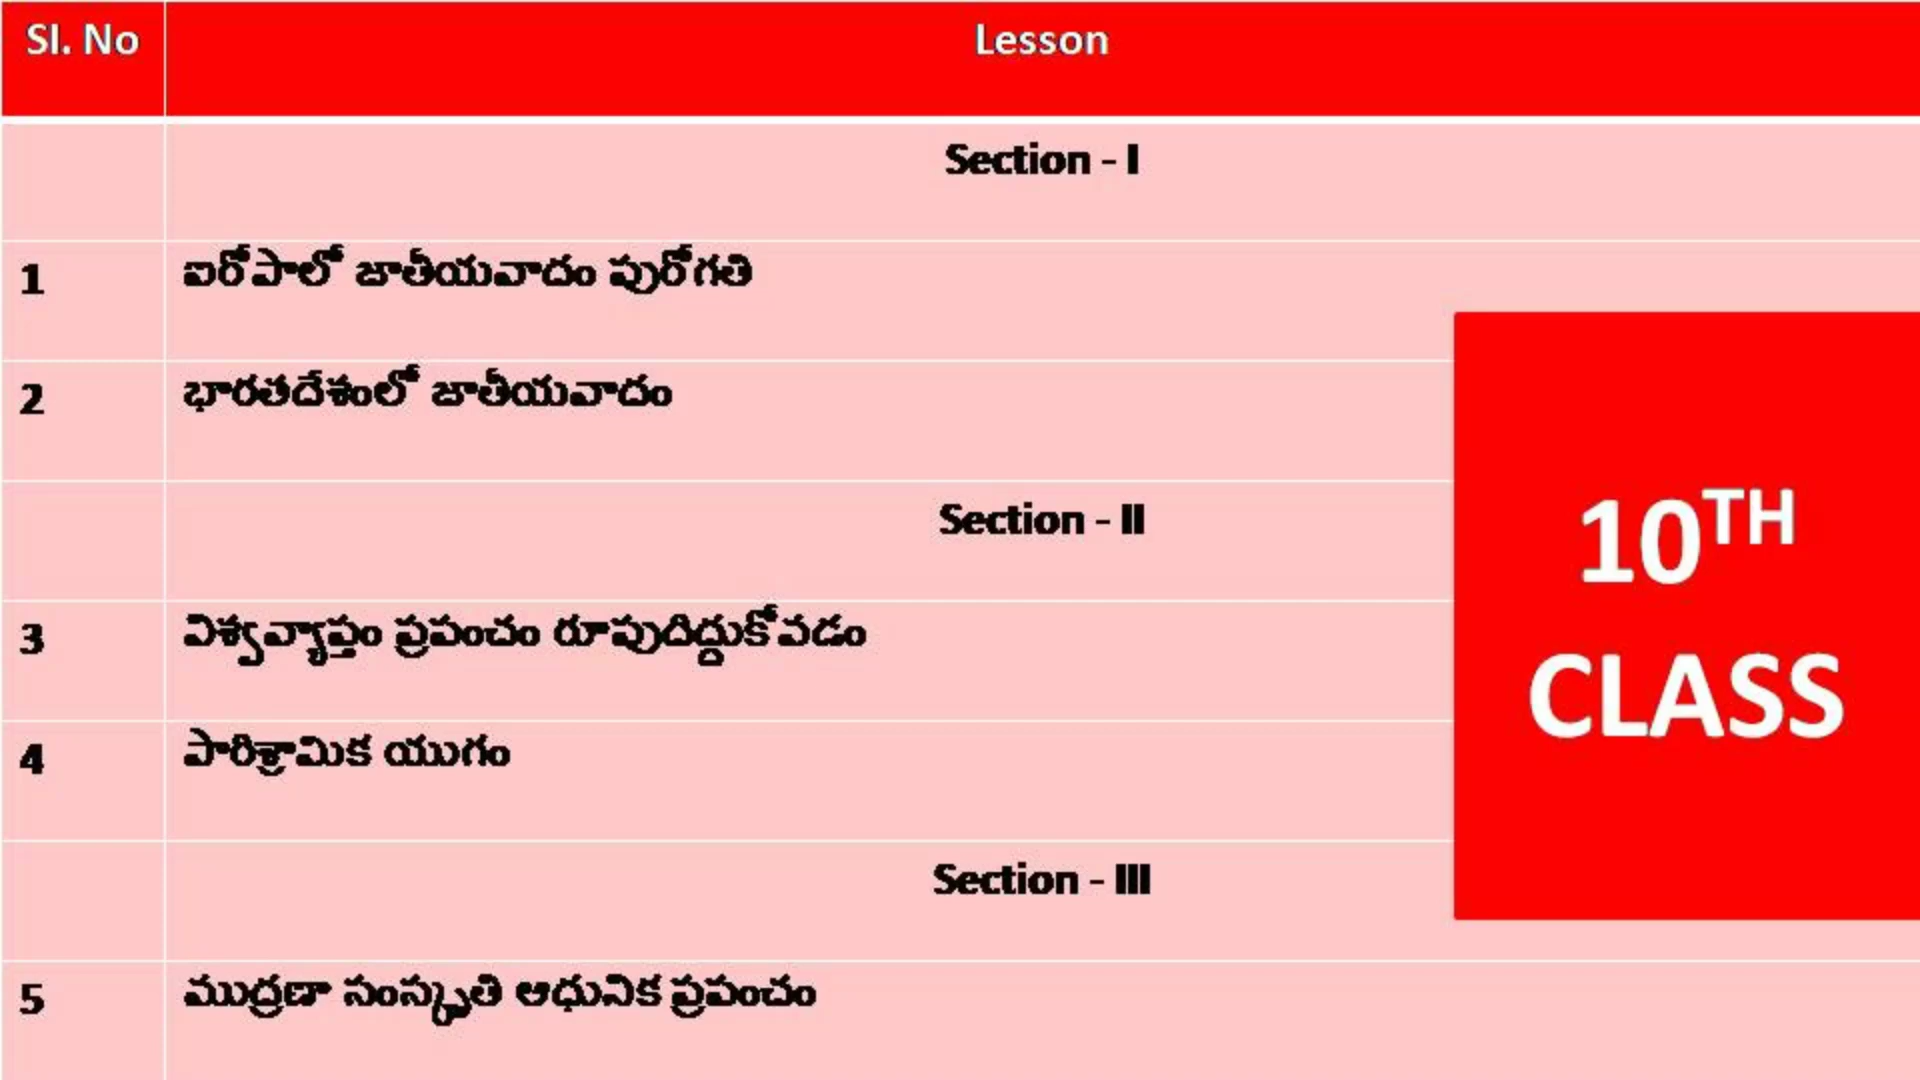 Sl. No Lesson
Section - I
1 ఐరోపాలో జాతీయవాదం పురోగతి
2 భారతదేశంలో జాతీయవాదం
Section - II
3 విశ్వవ్యాప్తం ప్రపంచం రూపుదిద్దుకోవడం
4 పారిశ్రామిక యుగం
Section - III
5 ముద్రణా సంస్కృతి ఆధునిక ప్రపంచం
10TH
CLASS